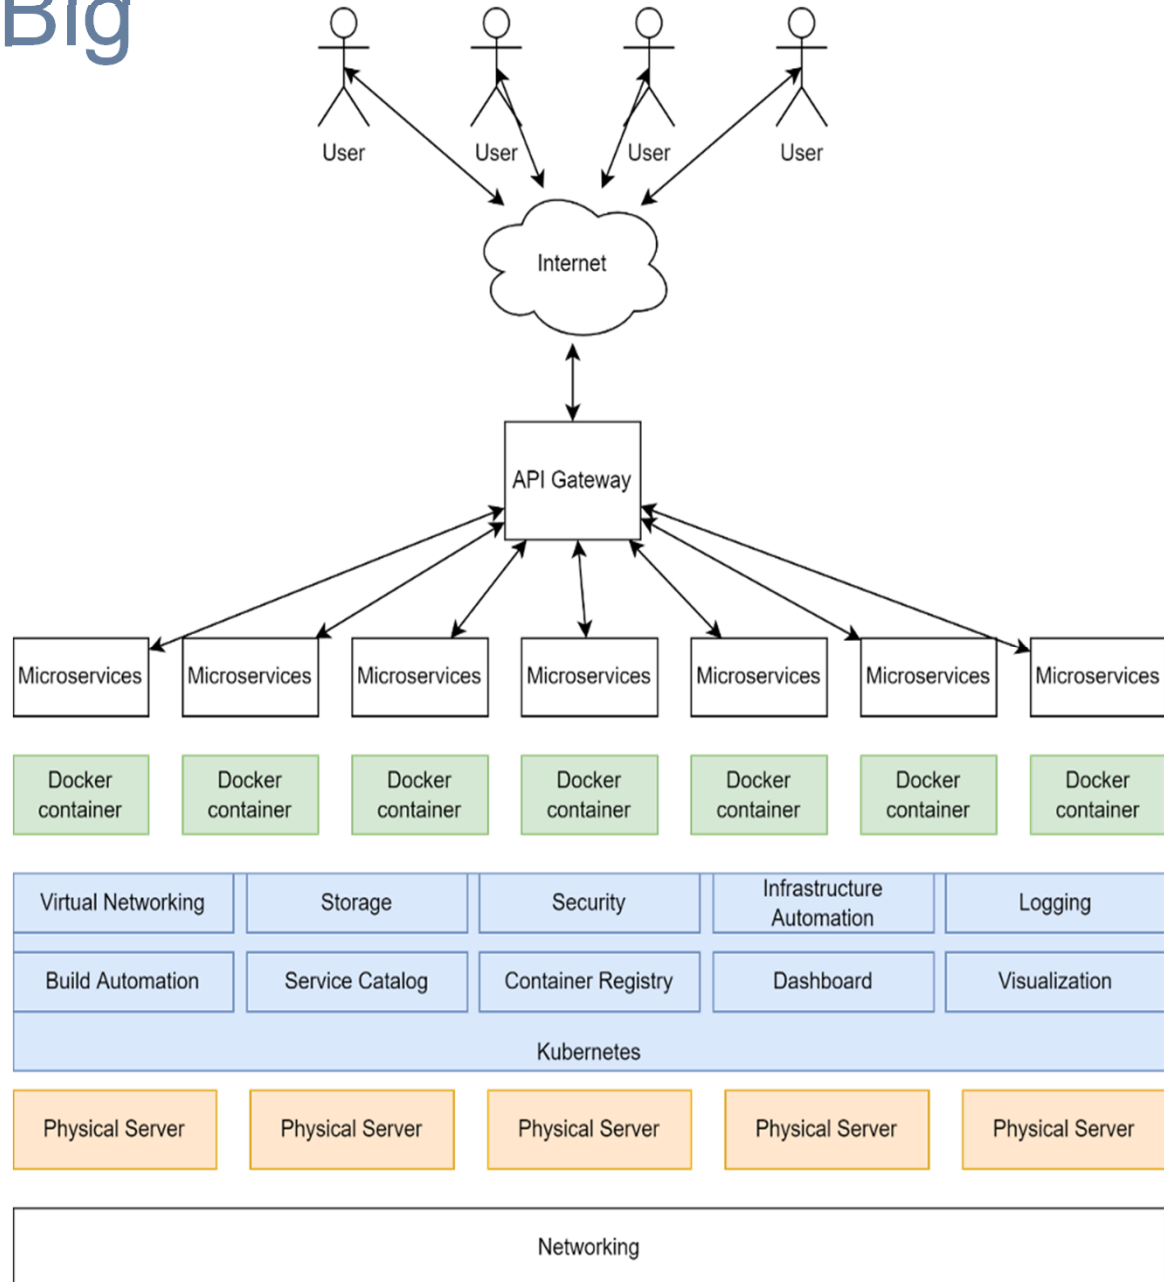 Big
User
User
User
User
Internet
API Gateway
Microservices
Microservices
Microservices
Microservices
Microservices
Microservices
Microservices
Docker
container
Docker
container
Docker
container
Docker
container
Docker
container
Docker
container
Docker
container
Virtual Networking
Storage
Security
Infrastructure
Automation
Logging
Build Automation
Service Catalog
Container Registry
Dashboard
Visualization
Kubernetes
Physical Server
Physical Server
Physical Server
Physical Server
Physical Server
Networking